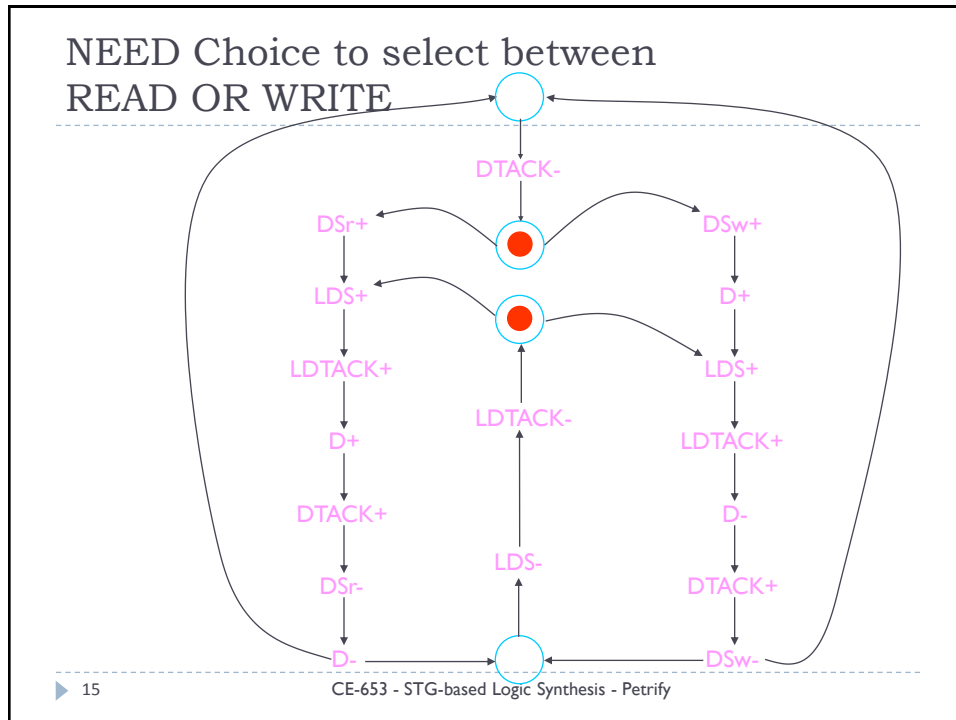 NEED Choice to select between
READ OR WRITE
DTACK-
DSr+
DSw+
LDS+
D+
LDTACK+
LDS+
LDTACK-
D+
LDTACK+
DTACK+
D-
LDS-
DSr-
DTACK+
D-
DSw-
15
CE-653 - STG-based Logic Synthesis - Petrify